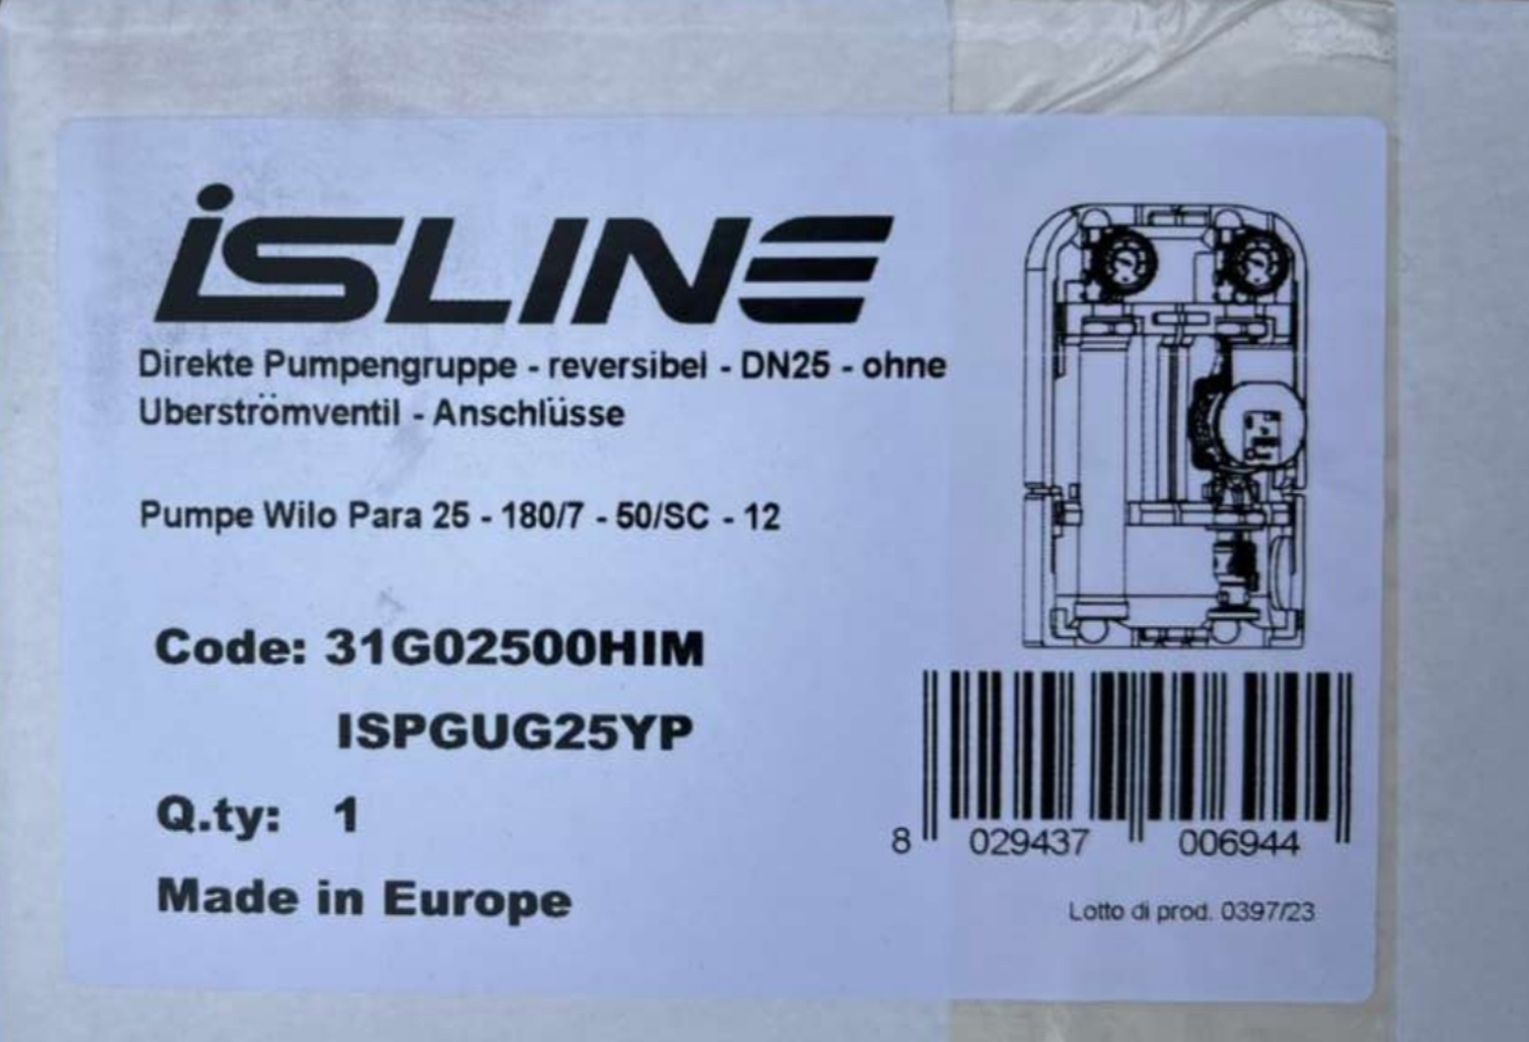 iSLINE
Direkte Pumpengruppe - reversibel - DN25 - ohne
Überströmventil - Anschlüsse
Pumpe Wilo Para 25 - 180/7 - 50/SC - 12
Code: 31G02500HIM
ISPGUG25YP
Q.ty: 1
Made in Europe
8 029437 006944
Lotto di prod. 0397/23